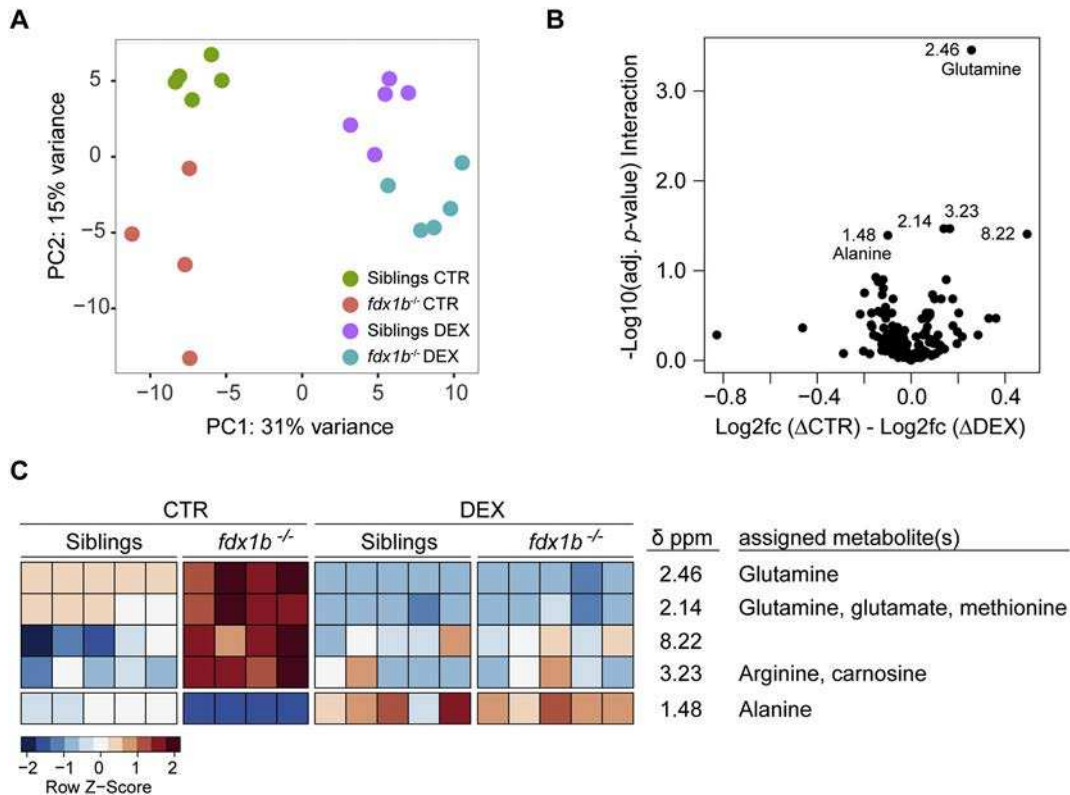 A
5
0
−5
−10
PC2: 15% variance
Siblings CTR
fdx1b-/- CTR
Siblings DEX
fdx1b-/- DEX
−10
−5
0
5
10
PC1: 31% variance
B
3.0
2.0
1.0
0.0
-Log10(adj. p-value) Interaction
2.46
Glutamine
3.23
2.14
8.22
1.48
Alanine
−0.8
−0.4
0.0
0.4
Log2fc (ΔCTR) - Log2fc (ΔDEX)
C
CTR DEX
Siblings fdx1b -/- Siblings fdx1b -/- δ ppm assigned metabolite(s)
2.46 Glutamine
2.14 Glutamine, glutamate, methionine
8.22
3.23 Arginine, carnosine
1.48 Alanine
−2 −1 0 1 2
Row Z−Score